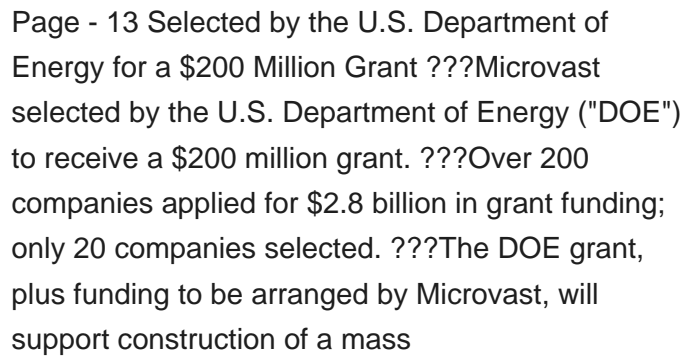 Page - 13 Selected by the U.S. Department of
Energy for a $200 Million Grant ???Microvast
selected by the U.S. Department of Energy ("DOE")
to receive a $200 million grant. ???Over 200
companies applied for $2.8 billion in grant funding;
only 20 companies selected. ???The DOE grant,
plus funding to be arranged by Microvast, will
support construction of a mass